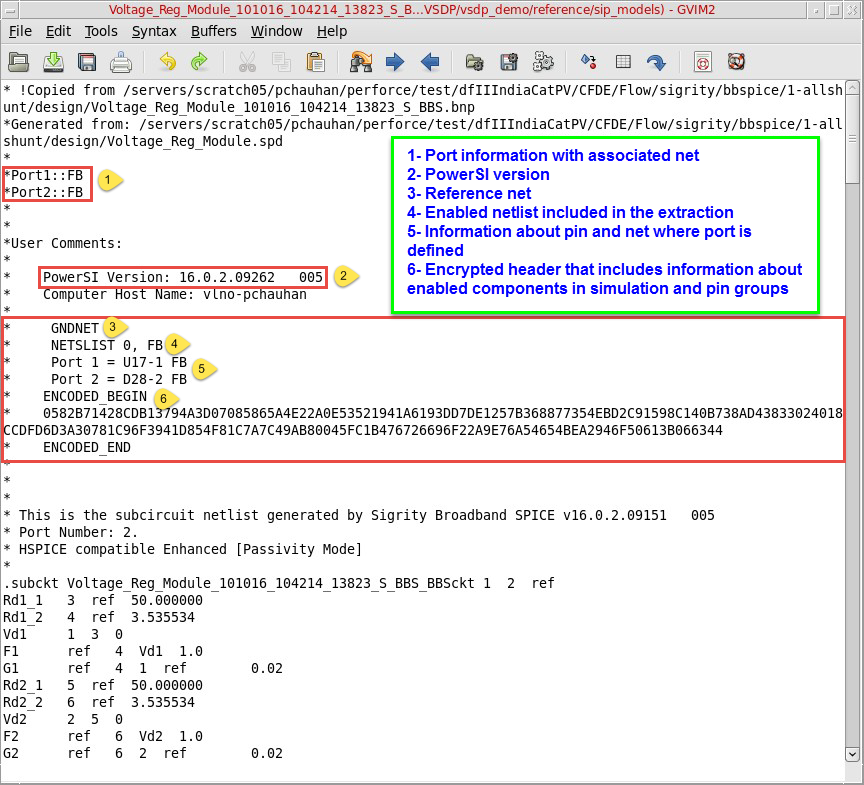 Voltage_Reg_Module_101016_104214_13823_S_B...VSDP/vsdp_demo/reference/sip_models) - GVIM2
File Edit Tools Syntax Buffers Window Help
* !Copied from /servers/scratch05/pchauhan/perforce/test/dfIIIndiaCatPV/CFDE/Flow/sigrity/bbspice/1-allsh
unt/design/Voltage_Reg_Module_101016_104214_13823_S_BBS.bnp
*Generated from: /servers/scratch05/pchauhan/perforce/test/dfIIIndiaCatPV/CFDE/Flow/sigrity/bbspice/1-all
shunt/design/Voltage_Reg_Module.spd
*
*Port1::FB 1
*Port2::FB
*
*
*User Comments:
*
* PowerSI Version: 16.0.2.09262 005 2
* Computer Host Name: vlno-pchauhan
*
1- Port information with associated net
2- PowerSI version
3- Reference net
4- Enabled netlist included in the extraction
5- Information about pin and net where port is
defined
6- Encrypted header that includes information about
enabled components in simulation and pin groups
* GNDNET 3
* NETSLIST 0, FB 4
* Port 1 = U17-1 FB 5
* Port 2 = D28-2 FB
* ENCODED_BEGIN 6
* 0582B71428CDB13794A3D07085865A4E22A0E53521941A6193DD7DE1257B368877354EBD2C91598C140B738AD43833024018
CCDFD6D3A30781C96F3941D854F81C7A7C49AB80045FC1B476726696F22A9E76A54654BEA2946F50613B066344
* ENCODED_END
*
*
*
* This is the subcircuit netlist generated by Sigrity Broadband SPICE v16.0.2.09151 005
* Port Number: 2.
* HSPICE compatible Enhanced [Passivity Mode]
*
.subckt Voltage_Reg_Module_101016_104214_13823_S_BBS_BBSckt 1 2 ref
Rd1_1 3 ref 50.000000
Rd1_2 4 ref 3.535534
Vd1 1 3 0
F1 ref 4 Vd1 1.0
G1 ref 4 1 ref 0.02
Rd2_1 5 ref 50.000000
Rd2_2 6 ref 3.535534
Vd2 2 5 0
F2 ref 6 Vd2 1.0
G2 ref 6 2 ref 0.02